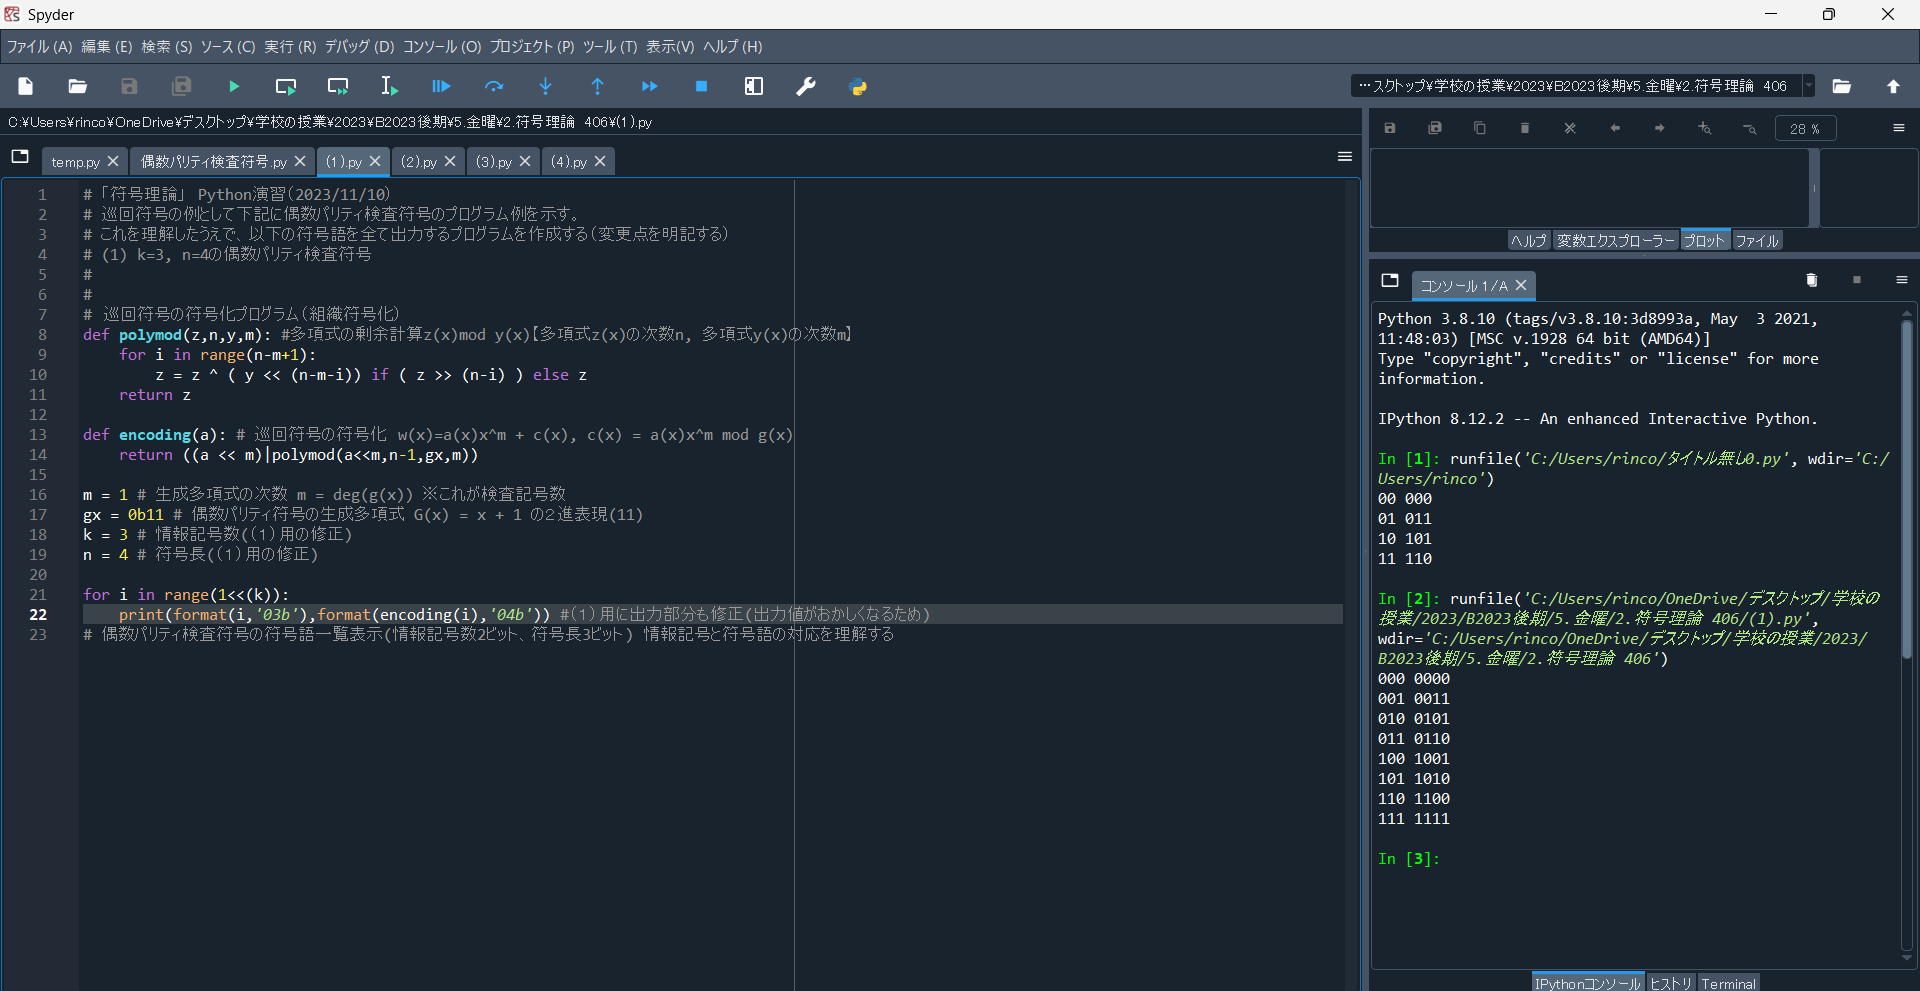 Spyder
ファイル (A) 編集 (E) 検索 (S) ソース (C) 実行 (R) デバッグ (D) コンソール (O) プロジェクト (P) ツール (T) 表示(V) ヘルプ (H)
…スクトップ¥学校の授業¥2023¥B2023後期¥5.金曜¥2.符号理論 406
C:¥Users¥rinco¥OneDrive¥デスクトップ¥学校の授業¥2023¥B2023後期¥5.金曜¥2.符号理論 406¥(1).py
temp.py 偶数パリティ検査符号.py (1).py (2).py (3).py (4).py
1 #「符号理論」 Python演習(2023/11/10)
2 # 巡回符号の例として下記に偶数パリティ検査符号のプログラム例を示す。
3 # これを理解したうえで、以下の符号語を全て出力するプログラムを作成する(変更点を明記する)
4 # (1) k=3, n=4の偶数パリティ検査符号
5 #
6 #
7 # 巡回符号の符号化プログラム(組織符号化)
8 def polymod(z,n,y,m): #多項式の剰余計算z(x)mod y(x)【多項式z(x)の次数n, 多項式y(x)の次数m】
9 for i in range(n-m+1):
10 z = z ^ ( y << (n-m-i)) if ( z >> (n-i) ) else z
11 return z
12
13 def encoding(a): # 巡回符号の符号化 w(x)=a(x)x^m + c(x), c(x) = a(x)x^m mod g(x)
14 return ((a << m)|polymod(a<<m,n-1,gx,m))
15
16 m = 1 # 生成多項式の次数 m = deg(g(x)) ※これが検査記号数
17 gx = 0b11 # 偶数パリティ符号の生成多項式 G(x) = x + 1 の2進表現(11)
18 k = 3 # 情報記号数((1)用の修正)
19 n = 4 # 符号長((1)用の修正)
20
21 for i in range(1<<(k)):
22 print(format(i,'03b'),format(encoding(i),'04b')) #(1)用に出力部分も修正(出力値がおかしくなるため)
23 # 偶数パリティ検査符号の符号語一覧表示(情報記号数2ビット、符号長3ビット) 情報記号と符号語の対応を理解する
28 %
ヘルプ 変数エクスプローラー プロット ファイル
コンソール 1/A
Python 3.8.10 (tags/v3.8.10:3d8993a, May 3 2021,
11:48:03) [MSC v.1928 64 bit (AMD64)]
Type "copyright", "credits" or "license" for more
information.
IPython 8.12.2 -- An enhanced Interactive Python.
In [1]: runfile('C:/Users/rinco/タイトル無し0.py', wdir='C:/
Users/rinco')
00 000
01 011
10 101
11 110
In [2]: runfile('C:/Users/rinco/OneDrive/デスクトップ/学校の
授業/2023/B2023後期/5.金曜/2.符号理論 406/(1).py',
wdir='C:/Users/rinco/OneDrive/デスクトップ/学校の授業/2023/
B2023後期/5.金曜/2.符号理論 406')
000 0000
001 0011
010 0101
011 0110
100 1001
101 1010
110 1100
111 1111
In [3]:
IPythonコンソール ヒストリ Terminal